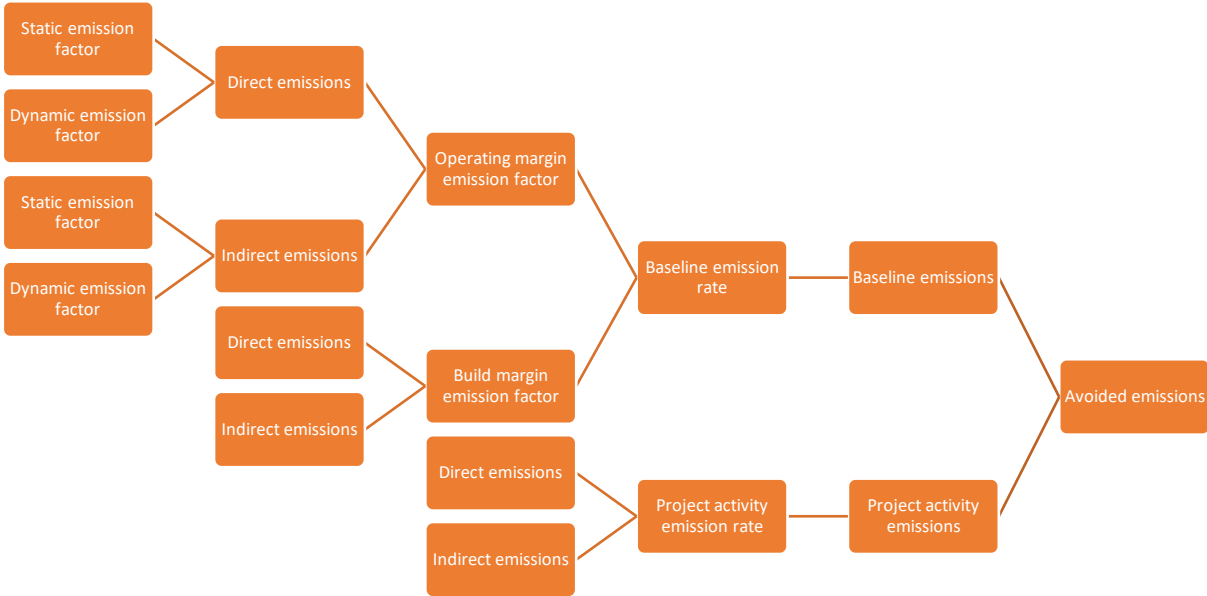 Static emission
factor
Dynamic emission
factor
Static emission
factor
Dynamic emission
factor
Direct emissions
Indirect emissions
Direct emissions
Indirect emissions
Operating margin
emission factor
Build margin
emission factor
Direct emissions
Indirect emissions
Baseline emission
rate
Project activity
emission rate
Baseline emissions
Project activity
emissions
Avoided emissions